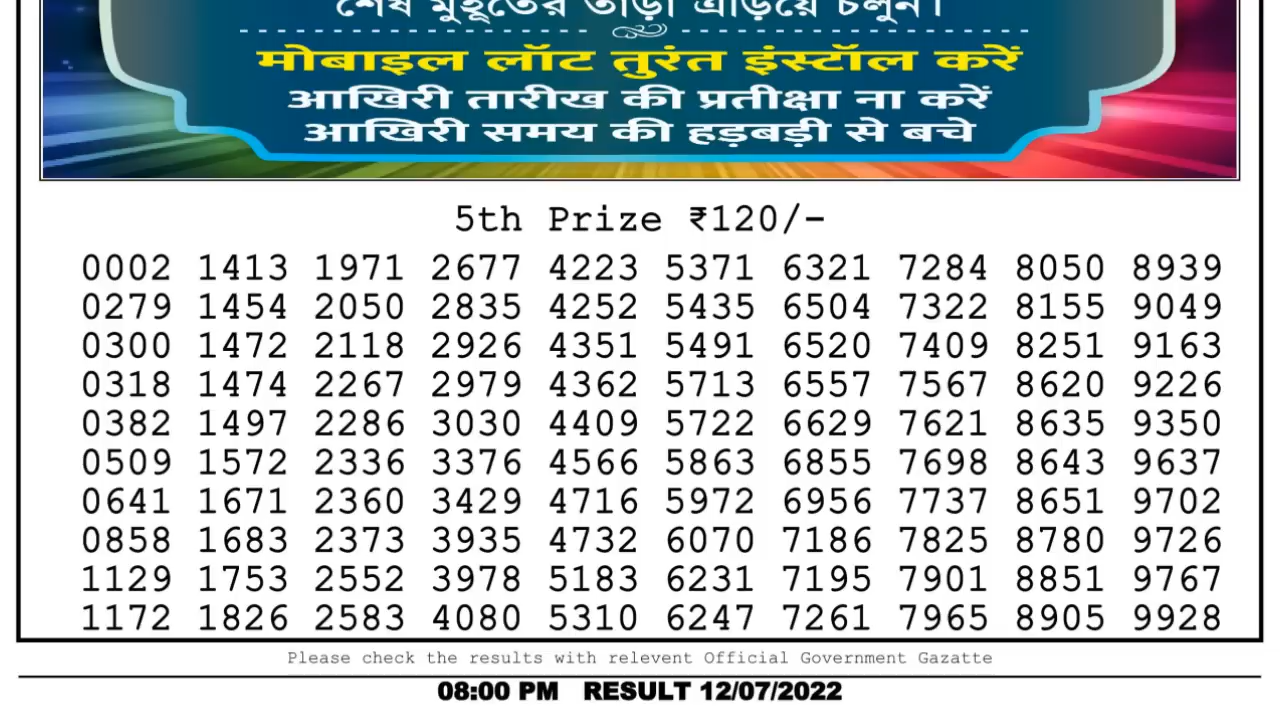 শেষ মুহূর্তের তাড়া এড়িয়ে চলুন।
मोबाइल लॉट तुरंत इंस्टॉल करें
आखिरी तारीख की प्रतीक्षा ना करें
आखिरी समय की हड़बड़ी से बचे
5th Prize ₹120/-
0002 1413 1971 2677 4223 5371 6321 7284 8050 8939
0279 1454 2050 2835 4252 5435 6504 7322 8155 9049
0300 1472 2118 2926 4351 5491 6520 7409 8251 9163
0318 1474 2267 2979 4362 5713 6557 7567 8620 9226
0382 1497 2286 3030 4409 5722 6629 7621 8635 9350
0509 1572 2336 3376 4566 5863 6855 7698 8643 9637
0641 1671 2360 3429 4716 5972 6956 7737 8651 9702
0858 1683 2373 3935 4732 6070 7186 7825 8780 9726
1129 1753 2552 3978 5183 6231 7195 7901 8851 9767
1172 1826 2583 4080 5310 6247 7261 7965 8905 9928
Please check the results with relevent Official Government Gazatte
08:00 PM RESULT 12/07/2022